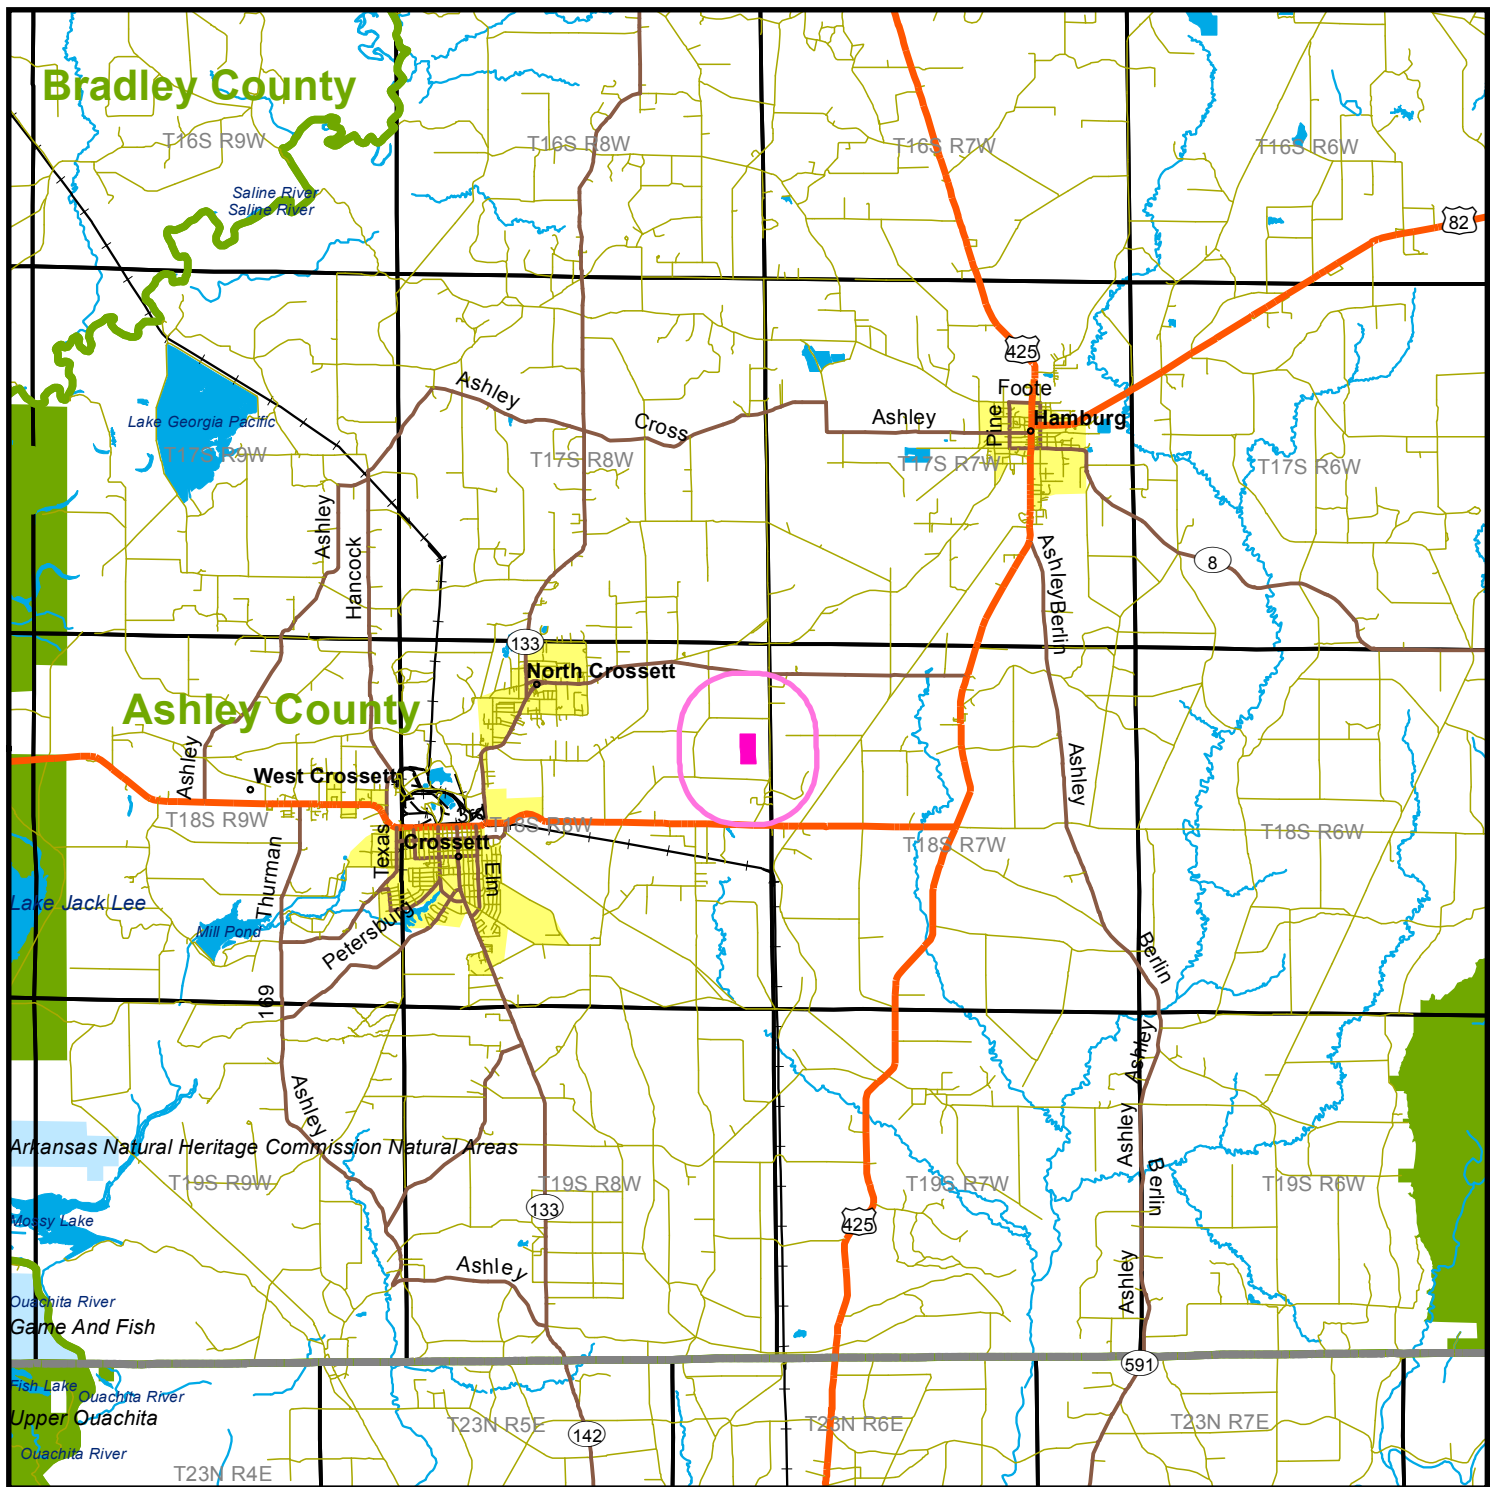 Bradley County
T16S R9W
T16S R8W
T16S R7W
T16S R6W
Saline River
Saline River
82
425
Foote
Ashley
Cross
Ashley
Pine
Hamburg
Lake Georgia Pacific
T17S R9W
T17S R8W
T17S R7W
T17S R6W
Ashley
Hancock
Ashley
Berlin
8
133
North Crossett
Ashley County
Ashley
West Crossett
Ashley
T18S R9W
3rd
T18S R8W
T18S R7W
T18S R6W
Texas
Crossett
Elm
Thurman
Lake Jack Lee
Mill Pond
Petersburg
Berlin
169
Ashley
Ashley
Ashley
Arkansas Natural Heritage Commission Natural Areas
T19S R9W
T19S R8W
T19S R7W
T19S R6W
Berlin
133
Mossy Lake
425
Ashley
Ashley
Ouachita River
Game And Fish
591
Fish Lake
Ouachita River
Upper Ouachita
T23N R5E
T23N R6E
T23N R7E
142
Ouachita River
T23N R4E